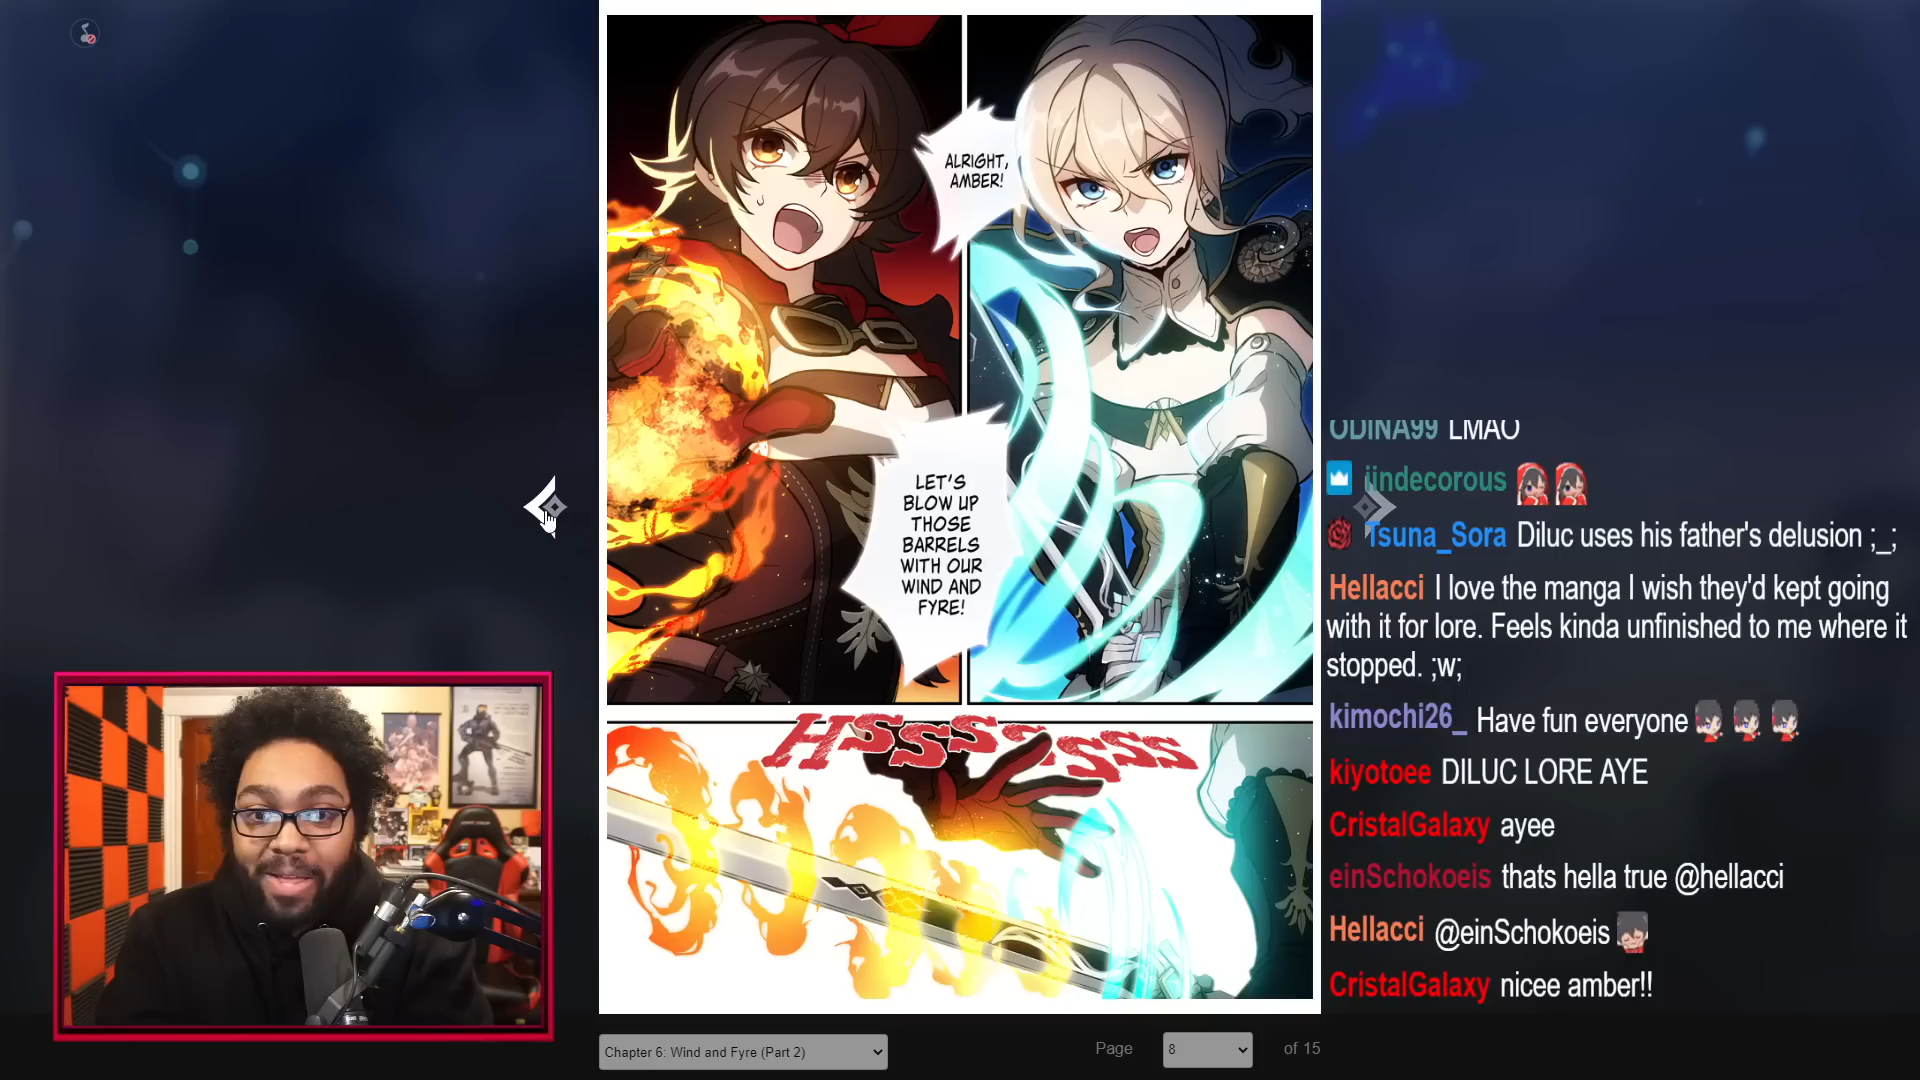 ALRIGHT,
AMBER!
LET'S
BLOW UP
THOSE
BARRELS
WITH OUR
WIND AND
FYRE!
HSSSSSSS
ODINA99 LMAO
iindecorous
Tsuna_Sora Diluc uses his father's delusion ;_;
Hellacci I love the manga I wish they'd kept going
with it for lore. Feels kinda unfinished to me where it
stopped. ;w;
kimochi26_ Have fun everyone
kiyotoee DILUC LORE AYE
CristalGalaxy ayee
einSchokoeis thats hella true @hellacci
Hellacci @einSchokoeis
CristalGalaxy nicee amber!!
Chapter 6: Wind and Fyre (Part 2)
Page 8 of 15